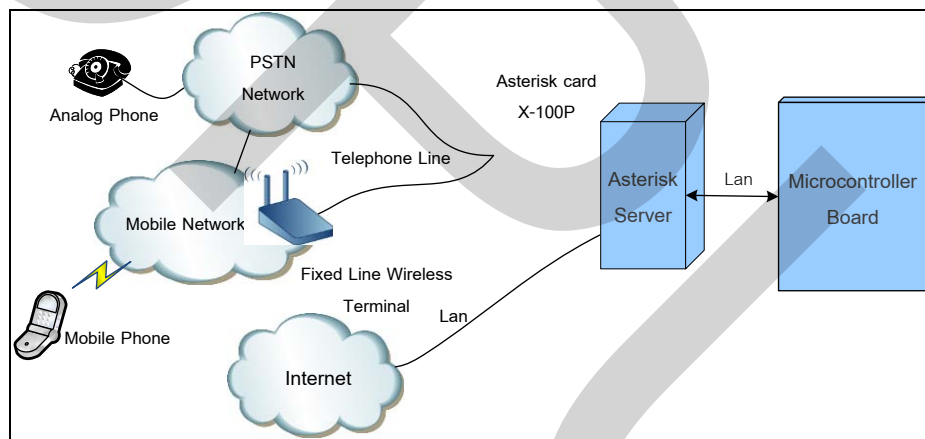 PSTN
Network
Analog Phone
Asterisk card
X-100P
Telephone Line
Asterisk
Server
Lan
Microcontroller
Board
Mobile Network
Fixed Line Wireless
Terminal
Lan
Mobile Phone
Internet